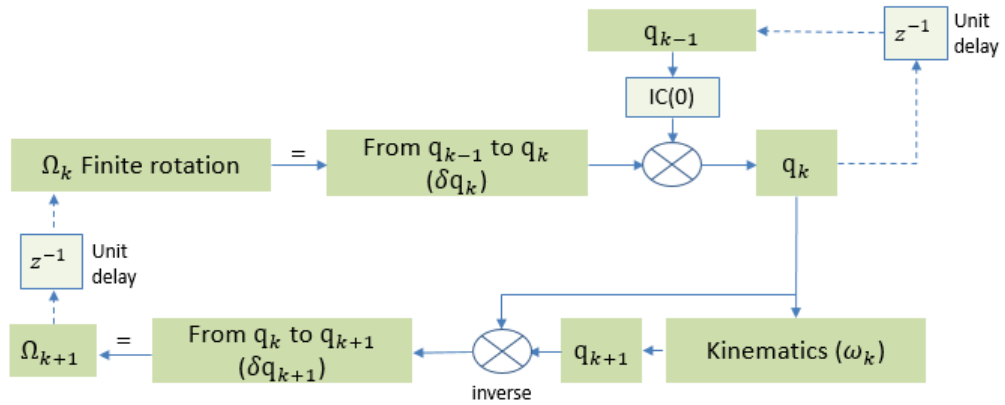 q_{k−1}
z^{−1}
Unit
delay
IC(0)
Ω_k Finite rotation
=
From q_{k−1} to q_k
(δq_k)
q_k
z^{−1}
Unit
delay
Ω_{k+1}
=
From q_k to q_{k+1}
(δq_{k+1})
inverse
q_{k+1}
Kinematics (ω_k)